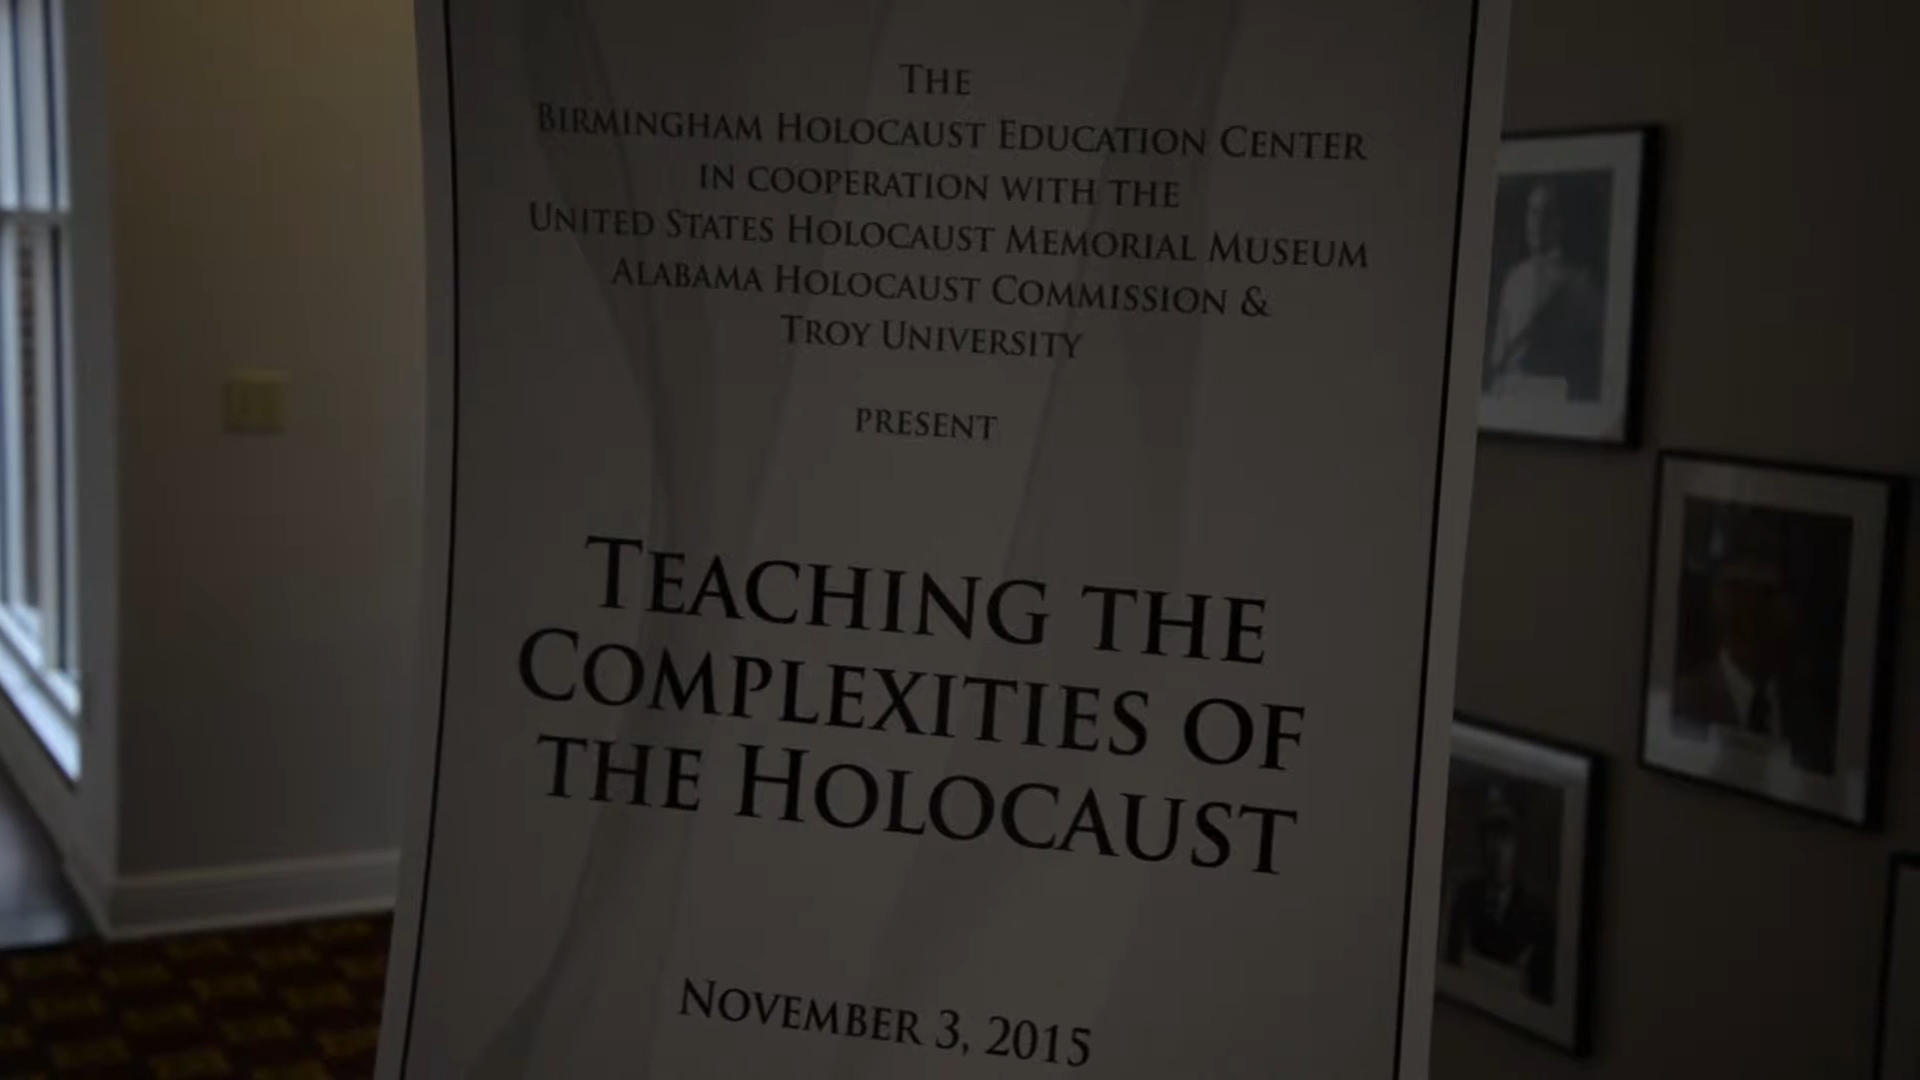 The
Birmingham Holocaust Education Center
in cooperation with the
United States Holocaust Memorial Museum
Alabama Holocaust Commission &
Troy University
present
Teaching the
Complexities of
the Holocaust
November 3, 2015